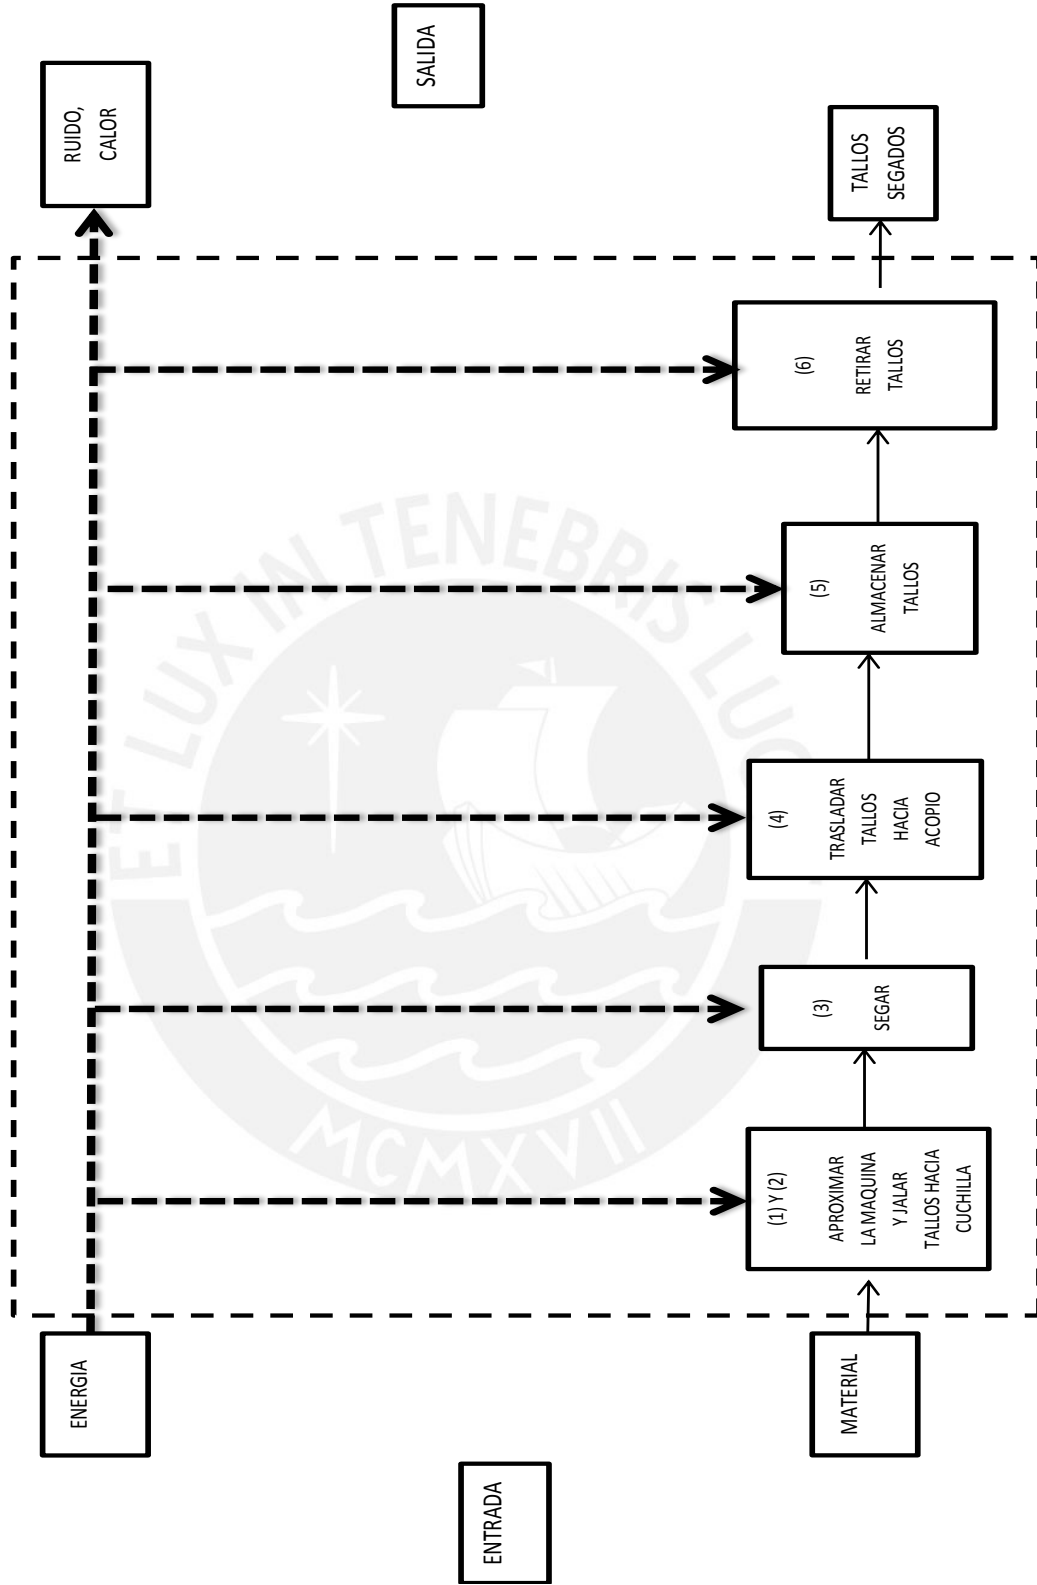 ENTRADA
ENERGIA
MATERIAL
(1) Y (2)
APROXIMAR
LA MAQUINA
Y JALAR
TALLOS HACIA
CUCHILLA
(3)
SEGAR
(4)
TRASLADAR
TALLOS
HACIA
ACOPIO
(5)
ALMACENAR
TALLOS
(6)
RETIRAR
TALLOS
RUIDO,
CALOR
TALLOS
SEGADOS
SALIDA
ET LUX IN TENEBRIS LUC
MCMXVII